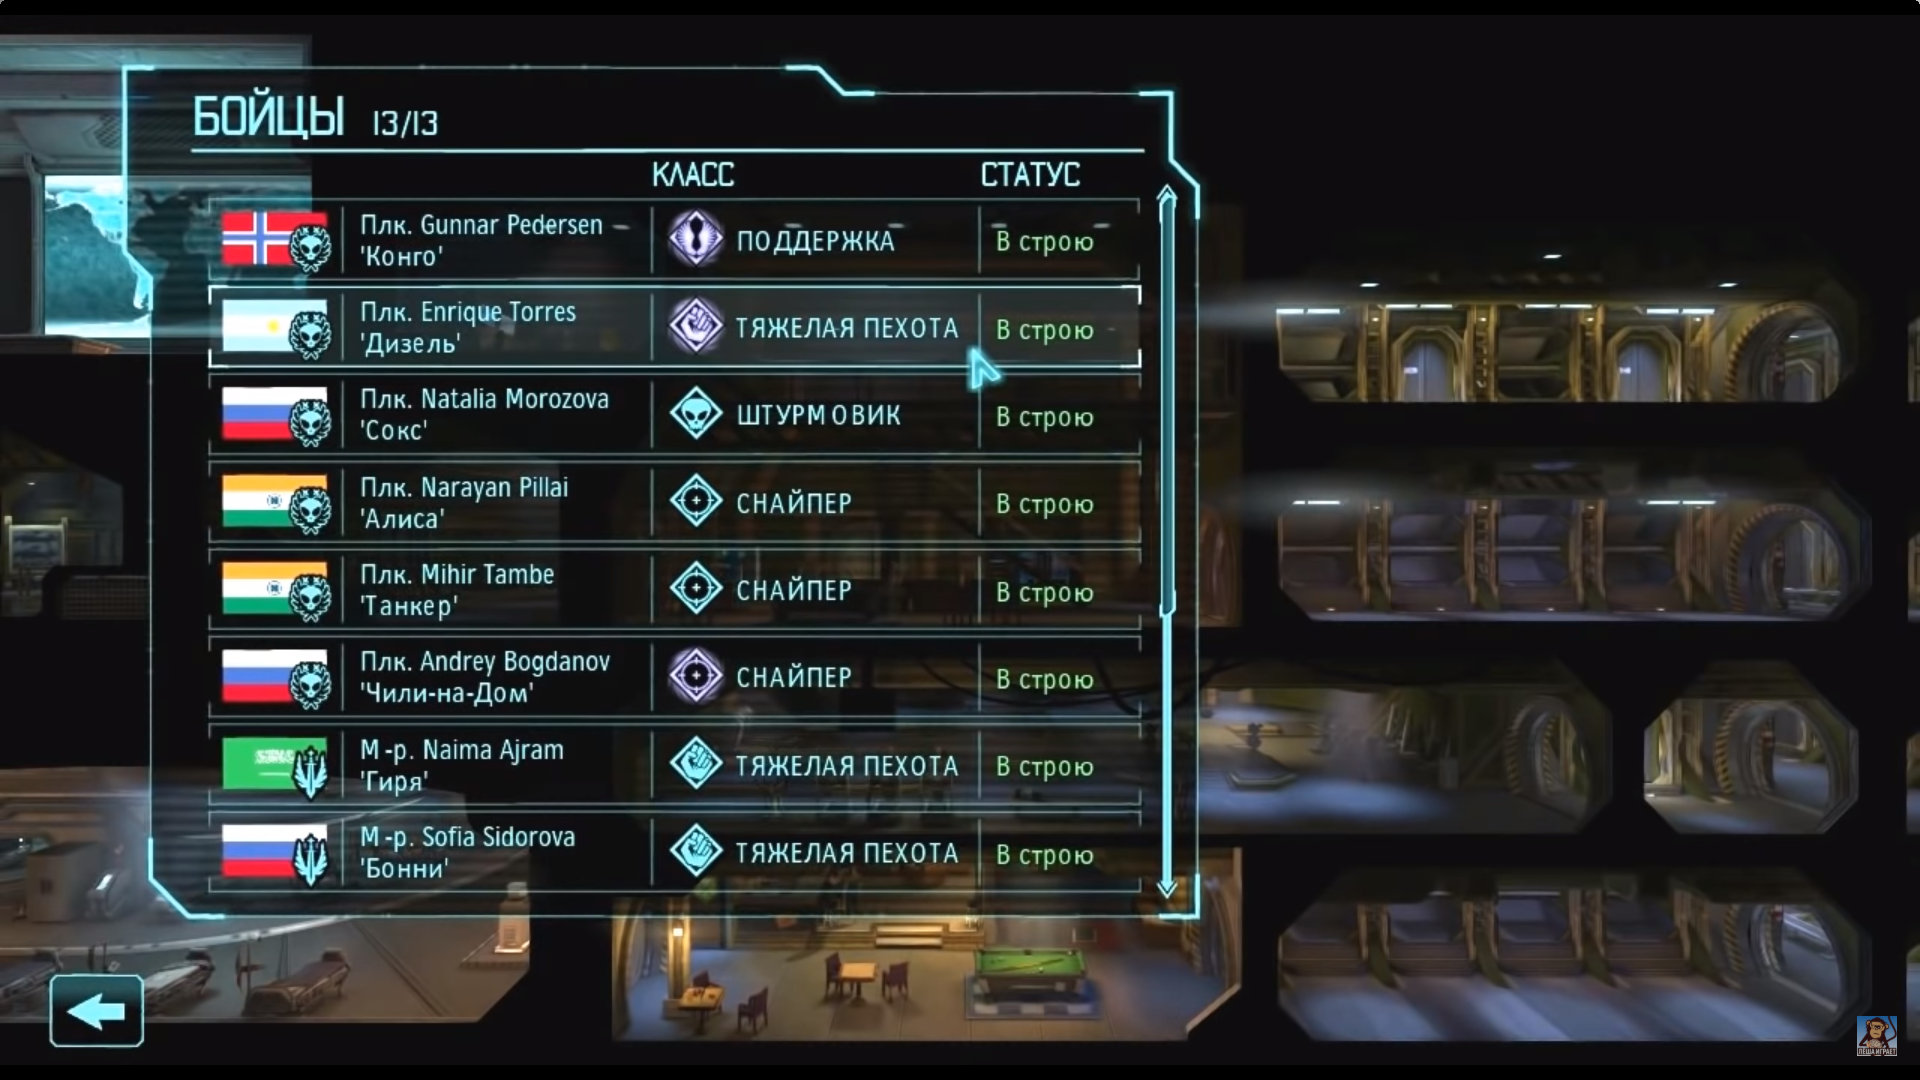 БОЙЦЫ 13/13
КЛАСС СТАТУС
Плк. Gunnar Pedersen
'Конго'
ПОДДЕРЖКА
В строю
Плк. Enrique Torres
'Дизель'
ТЯЖЕЛАЯ ПЕХОТА
В строю
Плк. Natalia Morozova
'Сокс'
ШТУРМОВИК
В строю
Плк. Narayan Pillai
'Алиса'
СНАЙПЕР
В строю
Плк. Mihir Tambe
'Танкер'
СНАЙПЕР
В строю
Плк. Andrey Bogdanov
'Чили-на-Дом'
СНАЙПЕР
В строю
М-р. Naima Ajram
'Гиря'
ТЯЖЕЛАЯ ПЕХОТА
В строю
М-р. Sofia Sidorova
'Бонни'
ТЯЖЕЛАЯ ПЕХОТА
В строю
ЛЁША ИГРАЕТ